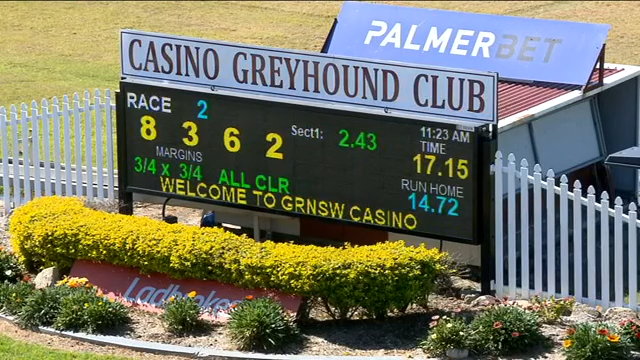 PALMERBET
CASINO GREYHOUND CLUB
RACE 2 11:23 AM
8 3 6 2 Sect1: 2.43 TIME
17.15
MARGINS
3/4 x 3/4 ALL CLR RUN HOME
14.72
WELCOME TO GRNSW CASINO
Ladbrokes